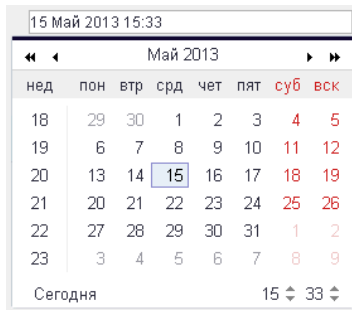 15 Май 2013 15:33
Май 2013
нед пон втр срд чет пят суб вск
18 29 30 1 2 3 4 5
19 6 7 8 9 10 11 12
20 13 14 15 16 17 18 19
21 20 21 22 23 24 25 26
22 27 28 29 30 31 1 2
23 3 4 5 6 7 8 9
Сегодня 15 33